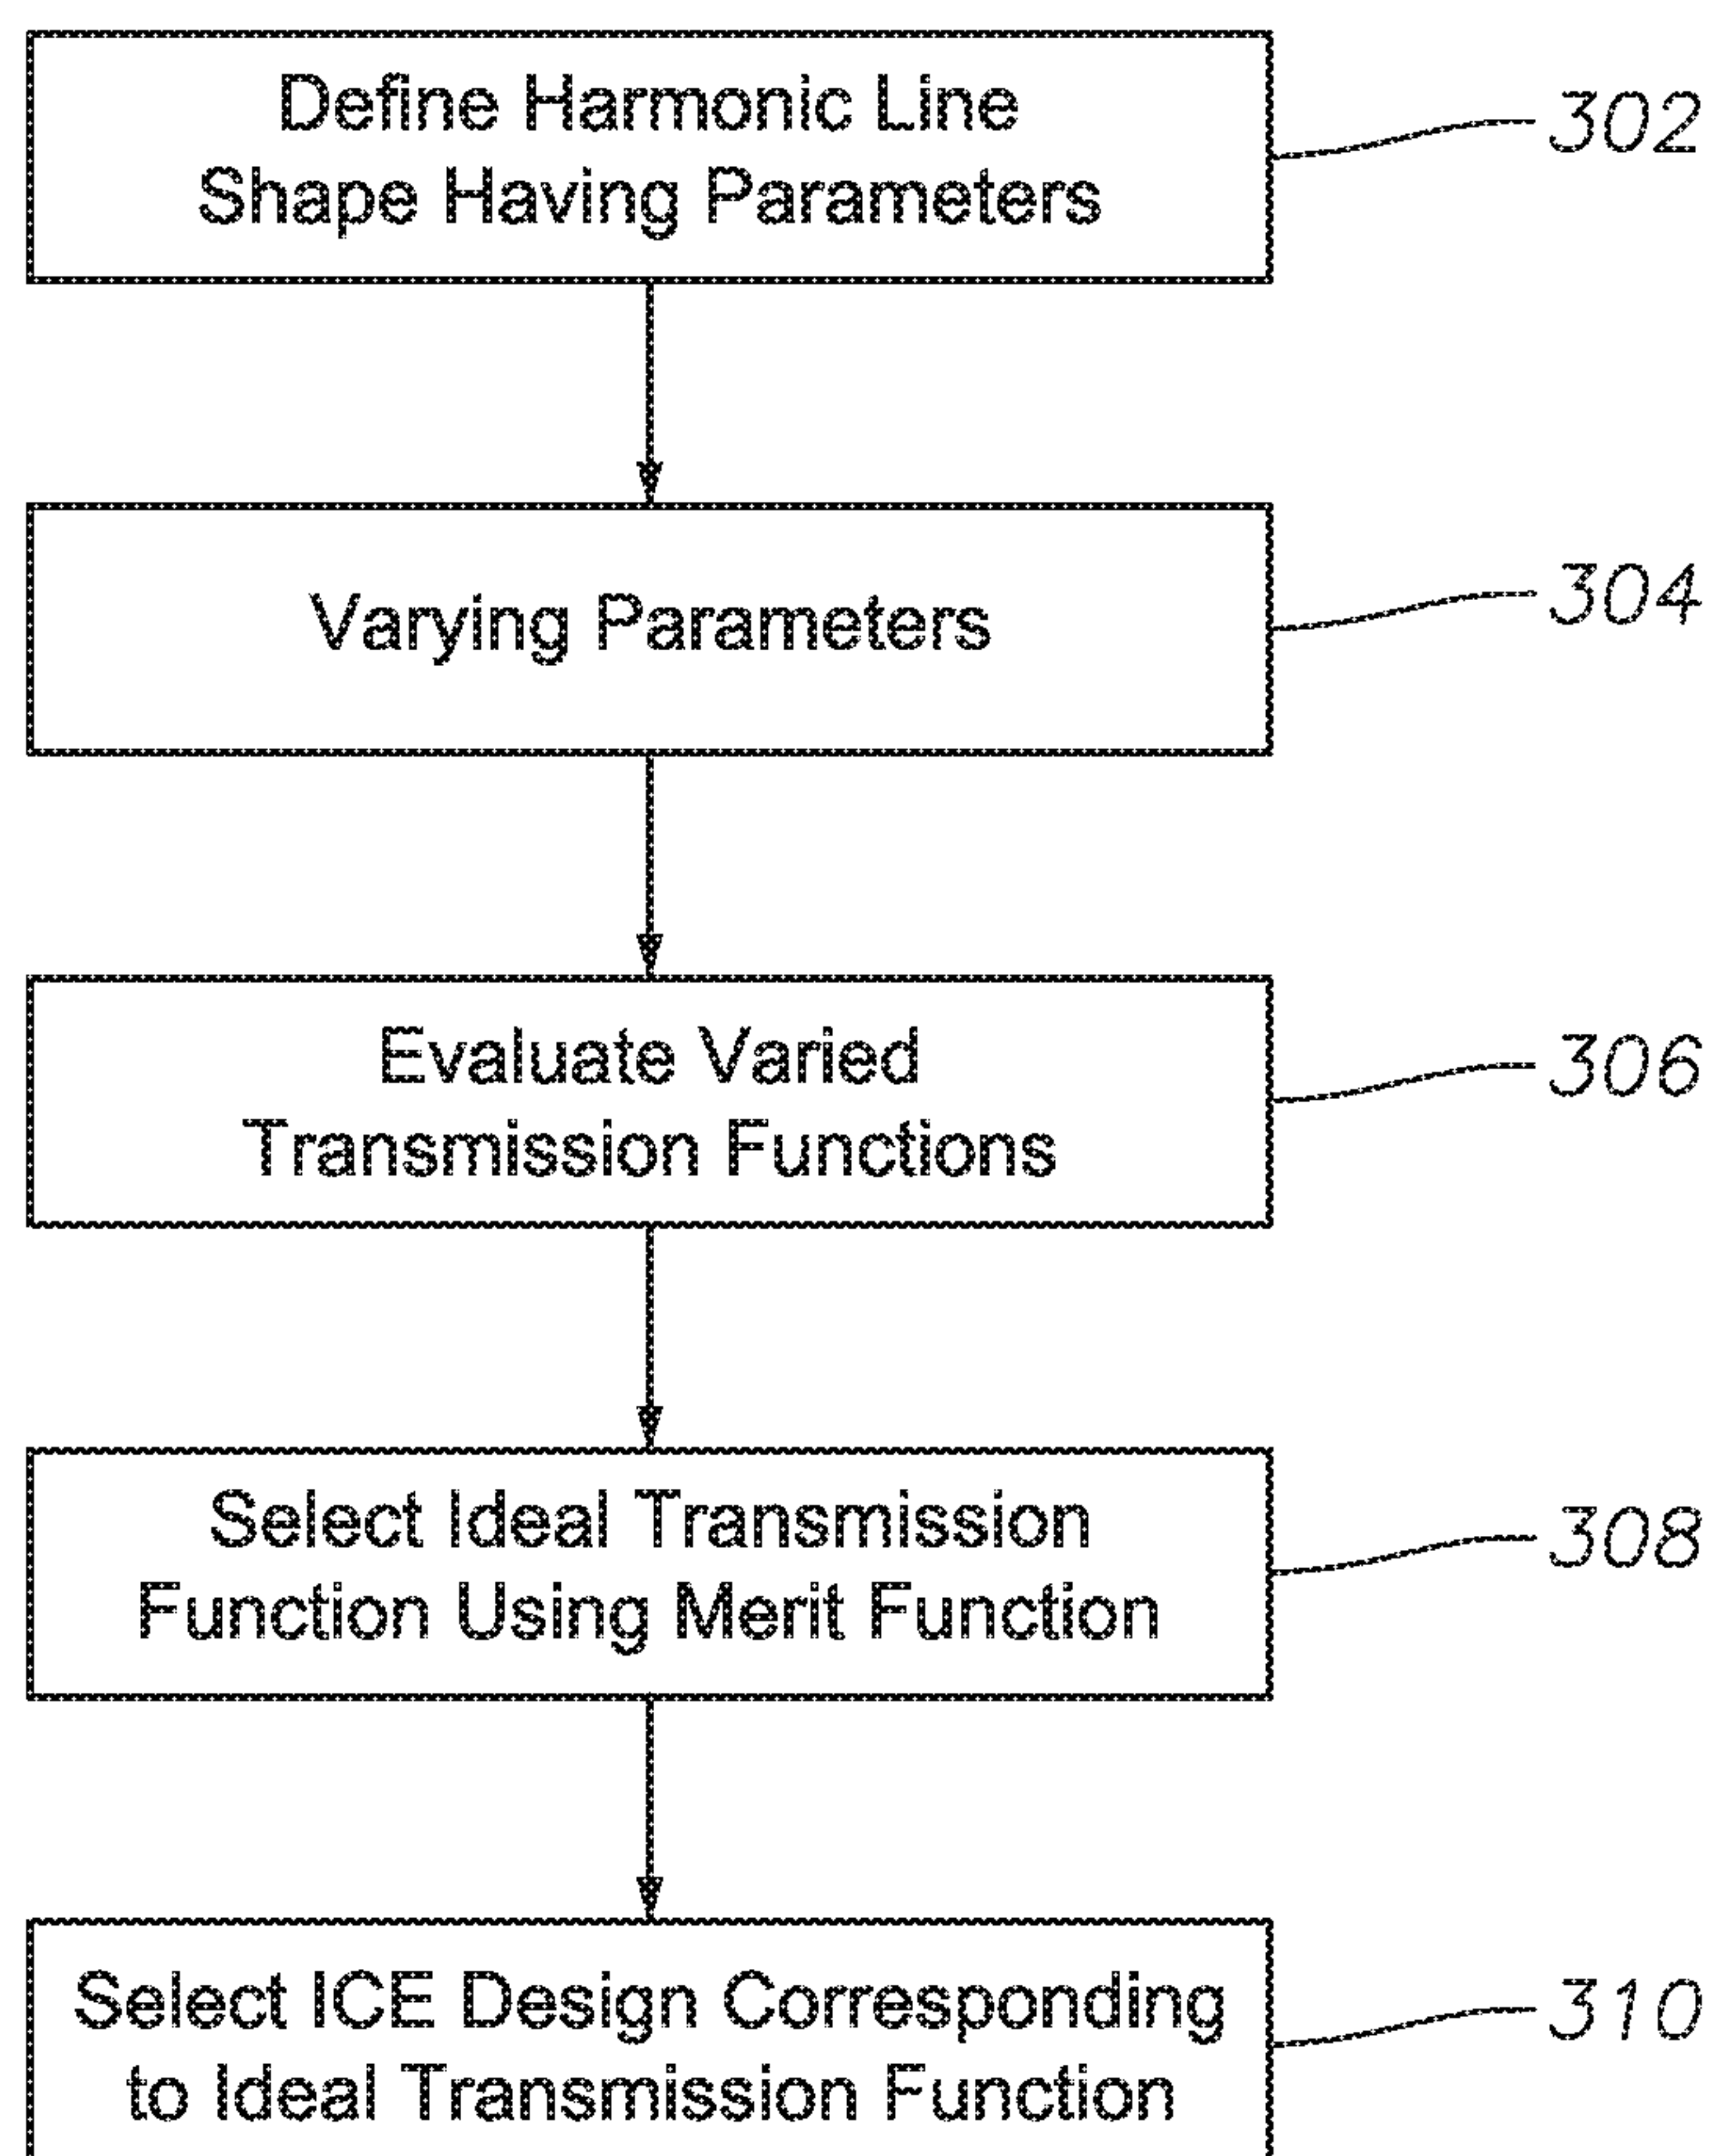 Define Harmonic Line
Shape Having Parameters
302
Varying Parameters
304
Evaluate Varied
Transmission Functions
306
Select Ideal Transmission
Function Using Merit Function
308
Select ICE Design Corresponding
to Ideal Transmission Function
310